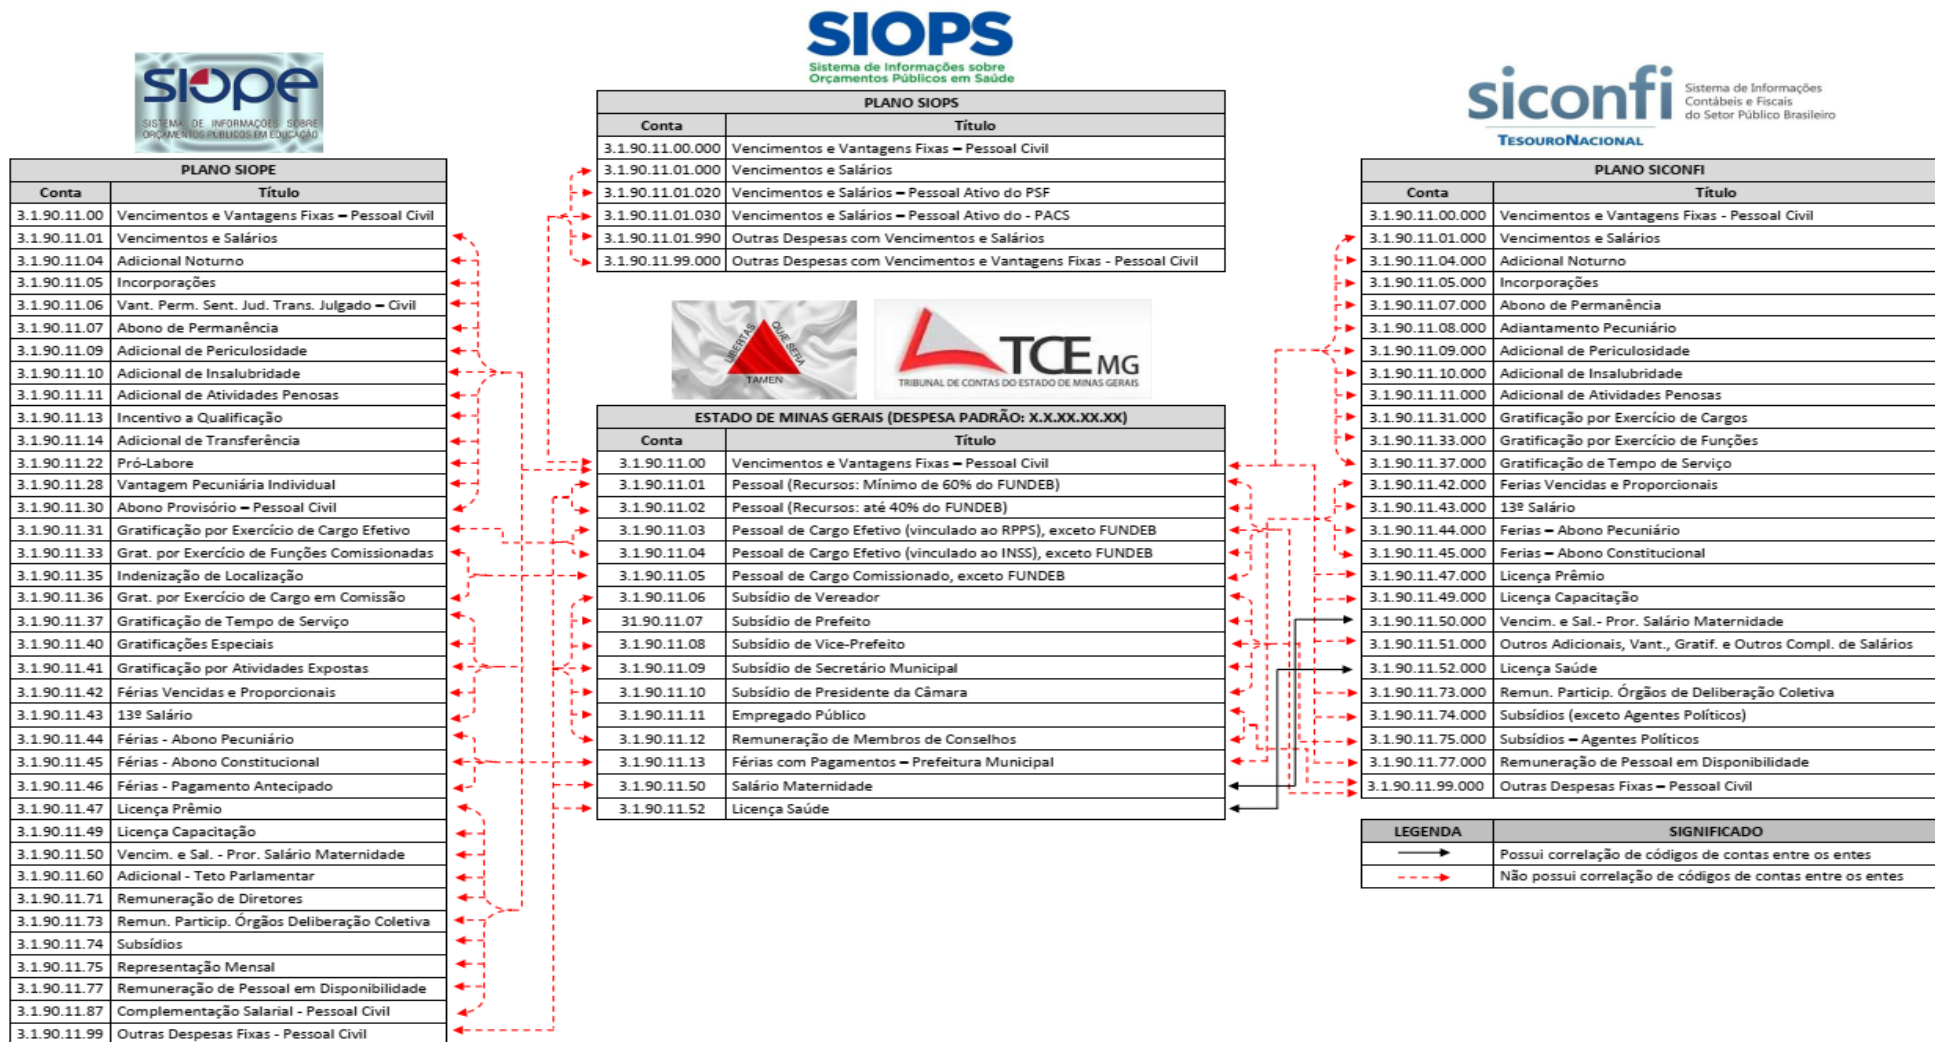 SIOPS
Sistema de Informações sobre
Orçamentos Públicos em Saúde
siope
SISTEMA DE INFORMAÇÕES SOBRE
ORÇAMENTOS PÚBLICOS EM EDUCAÇÃO
siconfi
Sistema de Informações
Contábeis e Fiscais
do Setor Público Brasileiro
TESOURONACIONAL
PLANO SIOPE
Conta Título
3.1.90.11.00 Vencimentos e Vantagens Fixas – Pessoal Civil
3.1.90.11.01 Vencimentos e Salários
3.1.90.11.04 Adicional Noturno
3.1.90.11.05 Incorporações
3.1.90.11.06 Vant. Perm. Sent. Jud. Trans. Julgado – Civil
3.1.90.11.07 Abono de Permanência
3.1.90.11.09 Adicional de Periculosidade
3.1.90.11.10 Adicional de Insalubridade
3.1.90.11.11 Adicional de Atividades Penosas
3.1.90.11.13 Incentivo a Qualificação
3.1.90.11.14 Adicional de Transferência
3.1.90.11.22 Pró-Labore
3.1.90.11.28 Vantagem Pecuniária Individual
3.1.90.11.30 Abono Provisório – Pessoal Civil
3.1.90.11.31 Gratificação por Exercício de Cargo Efetivo
3.1.90.11.33 Grat. por Exercício de Funções Comissionadas
3.1.90.11.35 Indenização de Localização
3.1.90.11.36 Grat. por Exercício de Cargo em Comissão
3.1.90.11.37 Gratificação de Tempo de Serviço
3.1.90.11.40 Gratificações Especiais
3.1.90.11.41 Gratificação por Atividades Expostas
3.1.90.11.42 Férias Vencidas e Proporcionais
3.1.90.11.43 13º Salário
3.1.90.11.44 Férias - Abono Pecuniário
3.1.90.11.45 Férias - Abono Constitucional
3.1.90.11.46 Férias - Pagamento Antecipado
3.1.90.11.47 Licença Prêmio
3.1.90.11.49 Licença Capacitação
3.1.90.11.50 Vencim. e Sal. - Pror. Salário Maternidade
3.1.90.11.60 Adicional - Teto Parlamentar
3.1.90.11.71 Remuneração de Diretores
3.1.90.11.73 Remun. Particip. Órgãos Deliberação Coletiva
3.1.90.11.74 Subsídios
3.1.90.11.75 Representação Mensal
3.1.90.11.77 Remuneração de Pessoal em Disponibilidade
3.1.90.11.87 Complementação Salarial - Pessoal Civil
3.1.90.11.99 Outras Despesas Fixas - Pessoal Civil
PLANO SIOPS
Conta Título
3.1.90.11.00.000 Vencimentos e Vantagens Fixas – Pessoal Civil
3.1.90.11.01.000 Vencimentos e Salários
3.1.90.11.01.020 Vencimentos e Salários – Pessoal Ativo do PSF
3.1.90.11.01.030 Vencimentos e Salários – Pessoal Ativo do - PACS
3.1.90.11.01.990 Outras Despesas com Vencimentos e Salários
3.1.90.11.99.000 Outras Despesas com Vencimentos e Vantagens Fixas - Pessoal Civil
LIBERTAS QUÆ SERA
TAMEN
TCE MG
TRIBUNAL DE CONTAS DO ESTADO DE MINAS GERAIS
ESTADO DE MINAS GERAIS (DESPESA PADRÃO: X.X.XX.XX.XX)
Conta Título
3.1.90.11.00 Vencimentos e Vantagens Fixas – Pessoal Civil
3.1.90.11.01 Pessoal (Recursos: Mínimo de 60% do FUNDEB)
3.1.90.11.02 Pessoal (Recursos: até 40% do FUNDEB)
3.1.90.11.03 Pessoal de Cargo Efetivo (vinculado ao RPPS), exceto FUNDEB
3.1.90.11.04 Pessoal de Cargo Efetivo (vinculado ao INSS), exceto FUNDEB
3.1.90.11.05 Pessoal de Cargo Comissionado, exceto FUNDEB
3.1.90.11.06 Subsídio de Vereador
31.90.11.07 Subsídio de Prefeito
3.1.90.11.08 Subsídio de Vice-Prefeito
3.1.90.11.09 Subsídio de Secretário Municipal
3.1.90.11.10 Subsídio de Presidente da Câmara
3.1.90.11.11 Empregado Público
3.1.90.11.12 Remuneração de Membros de Conselhos
3.1.90.11.13 Férias com Pagamentos – Prefeitura Municipal
3.1.90.11.50 Salário Maternidade
3.1.90.11.52 Licença Saúde
PLANO SICONFI
Conta Título
3.1.90.11.00.000 Vencimentos e Vantagens Fixas - Pessoal Civil
3.1.90.11.01.000 Vencimentos e Salários
3.1.90.11.04.000 Adicional Noturno
3.1.90.11.05.000 Incorporações
3.1.90.11.07.000 Abono de Permanência
3.1.90.11.08.000 Adiantamento Pecuniário
3.1.90.11.09.000 Adicional de Periculosidade
3.1.90.11.10.000 Adicional de Insalubridade
3.1.90.11.11.000 Adicional de Atividades Penosas
3.1.90.11.31.000 Gratificação por Exercício de Cargos
3.1.90.11.33.000 Gratificação por Exercício de Funções
3.1.90.11.37.000 Gratificação de Tempo de Serviço
3.1.90.11.42.000 Ferias Vencidas e Proporcionais
3.1.90.11.43.000 13º Salário
3.1.90.11.44.000 Ferias – Abono Pecuniário
3.1.90.11.45.000 Ferias – Abono Constitucional
3.1.90.11.47.000 Licença Prêmio
3.1.90.11.49.000 Licença Capacitação
3.1.90.11.50.000 Vencim. e Sal.- Pror. Salário Maternidade
3.1.90.11.51.000 Outros Adicionais, Vant., Gratif. e Outros Compl. de Salários
3.1.90.11.52.000 Licença Saúde
3.1.90.11.73.000 Remun. Particip. Órgãos de Deliberação Coletiva
3.1.90.11.74.000 Subsídios (exceto Agentes Políticos)
3.1.90.11.75.000 Subsídios – Agentes Políticos
3.1.90.11.77.000 Remuneração de Pessoal em Disponibilidade
3.1.90.11.99.000 Outras Despesas Fixas – Pessoal Civil
LEGENDA SIGNIFICADO
Possui correlação de códigos de contas entre os entes
Não possui correlação de códigos de contas entre os entes